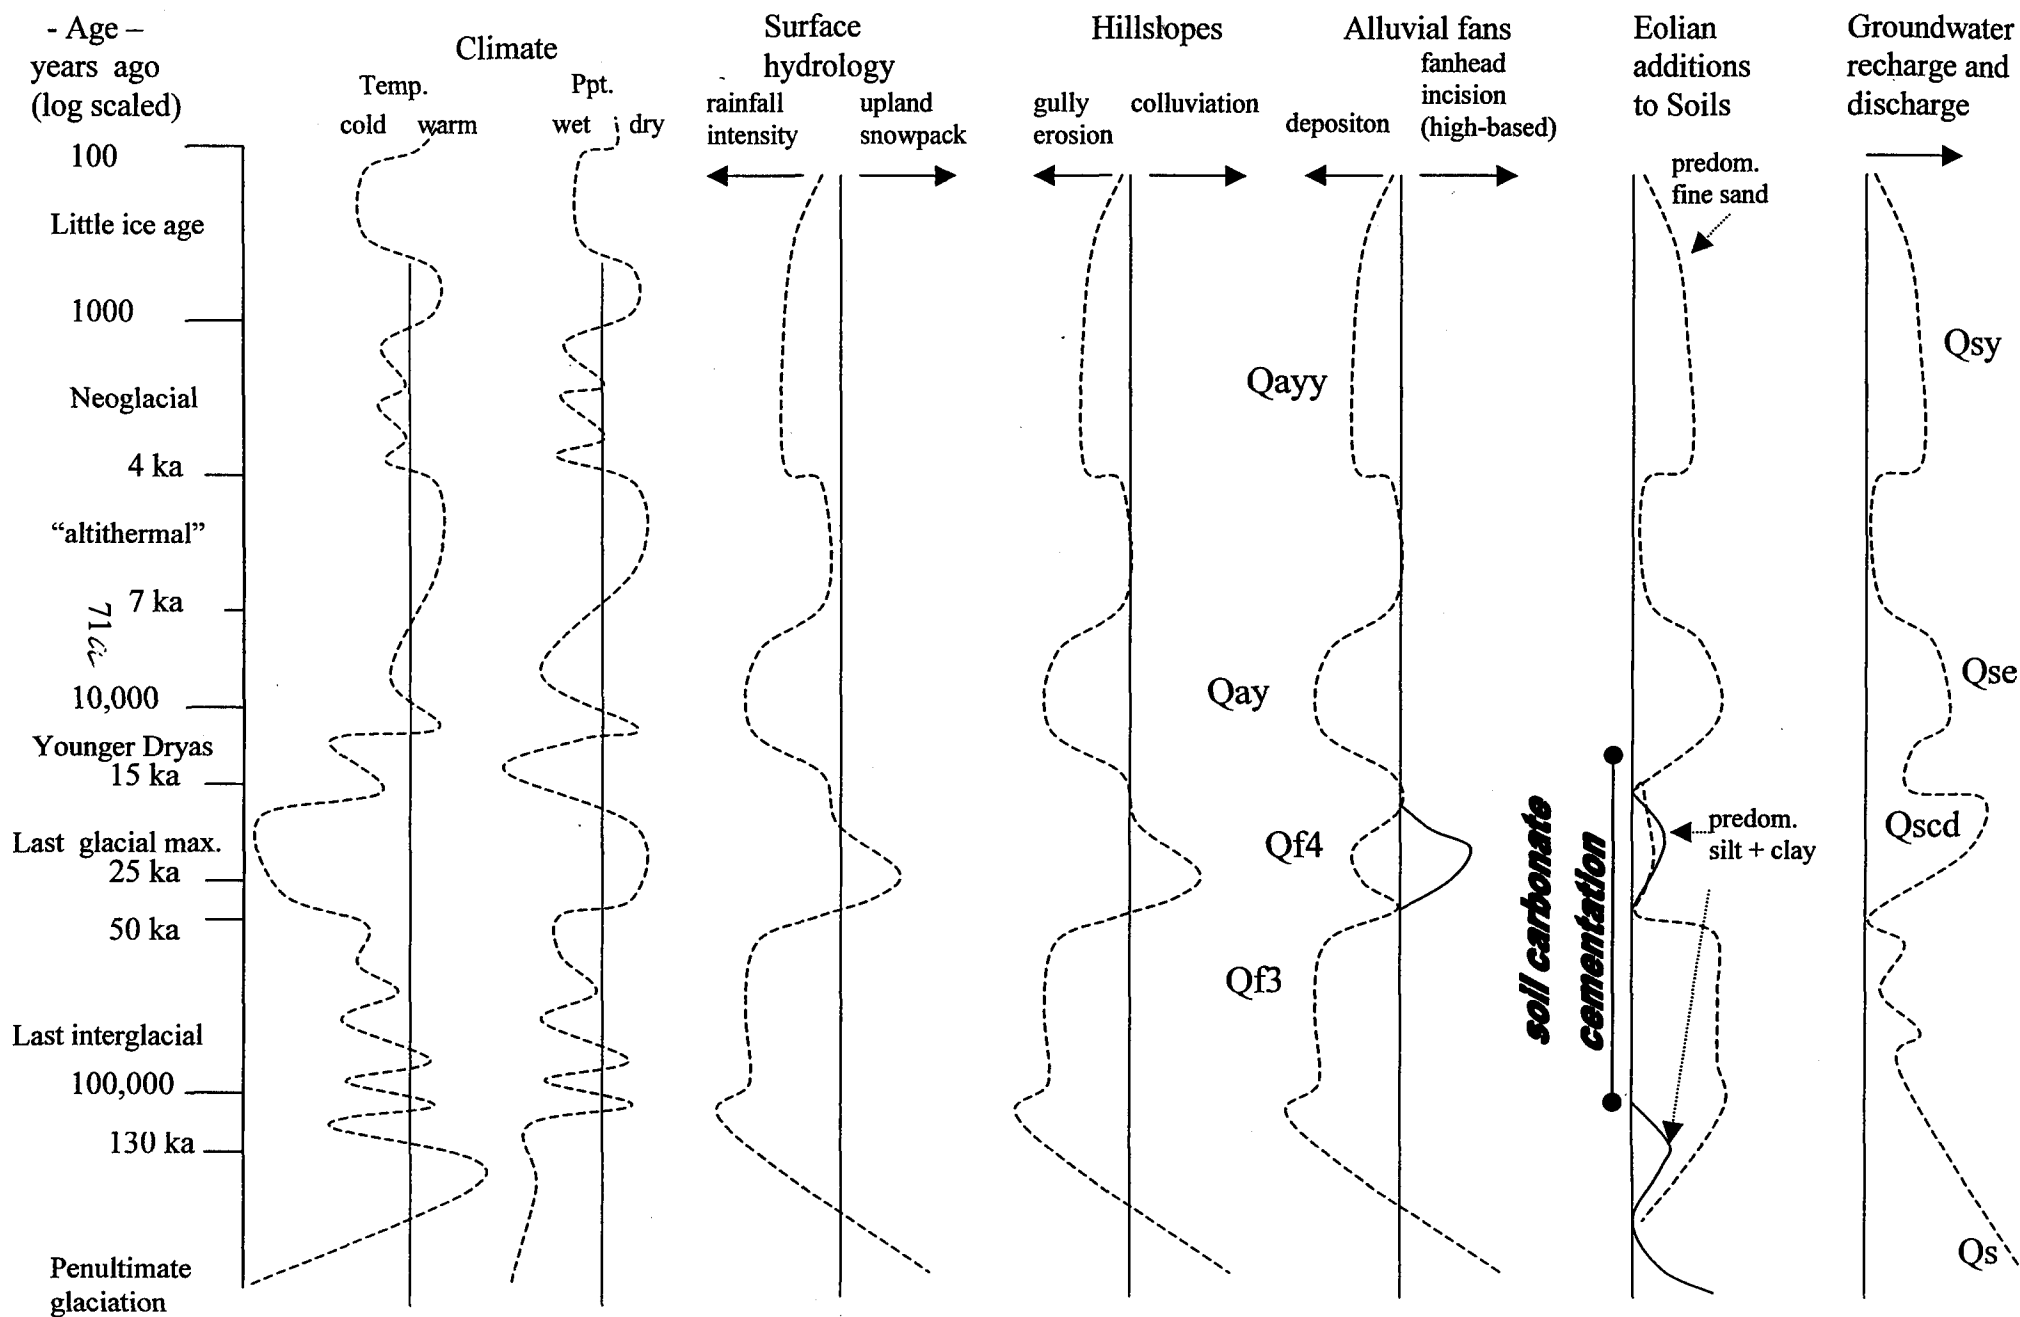 - Age –
years ago
(log scaled)
Climate
Temp.
cold warm
Ppt.
wet dry
Surface
hydrology
rainfall
intensity
upland
snowpack
Hillslopes
gully
erosion
colluviation
Alluvial fans
depositon
fanhead
incision
(high-based)
Eolian
additions
to Soils
predom.
fine sand
Groundwater
recharge and
discharge
100
Little ice age
1000
Neoglacial
4 ka
“altithermal”
7 ka
10,000
Younger Dryas
15 ka
Last glacial max.
25 ka
50 ka
Last interglacial
100,000
130 ka
Penultimate
glaciation
Qayy
Qay
Qf4
Qf3
soil carbonate
cementation
predom.
silt + clay
Qsy
Qse
Qscd
Qs